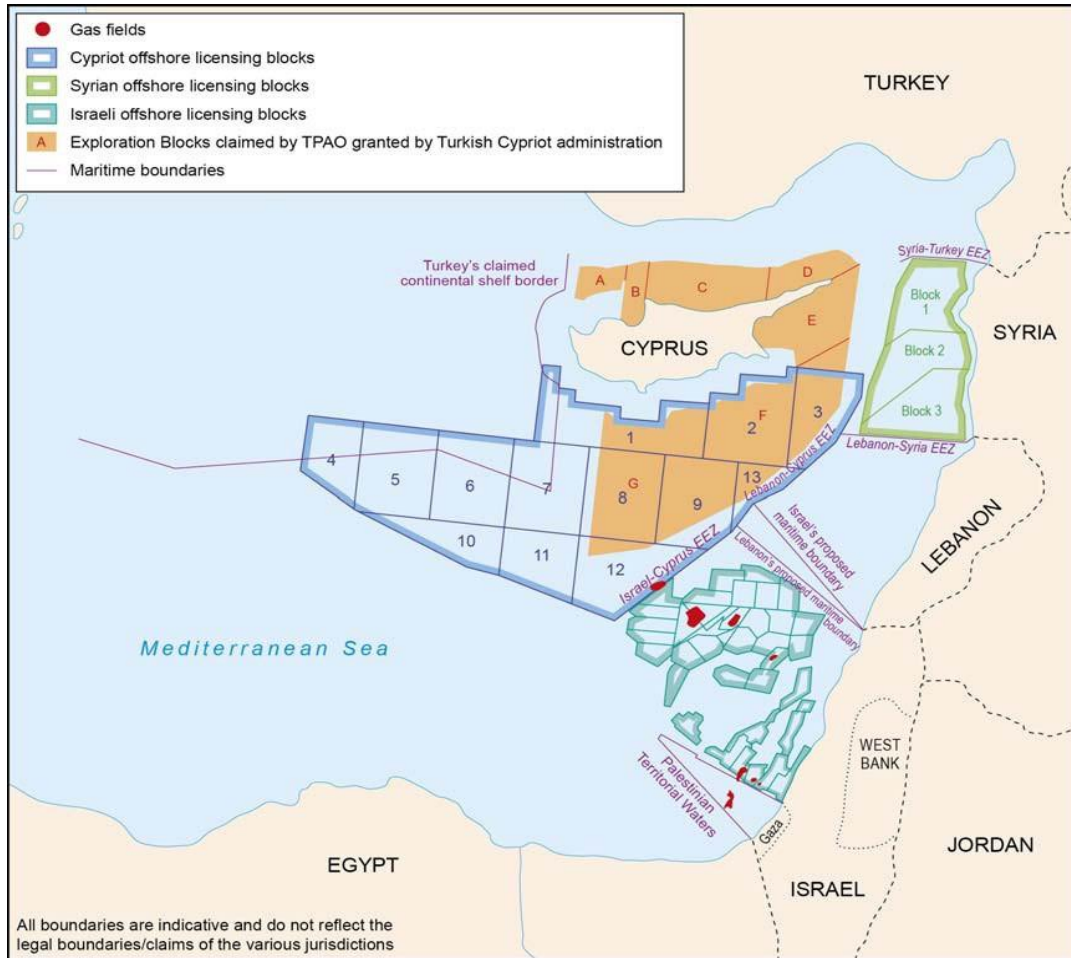 Gas fields
Cypriot offshore licensing blocks
Syrian offshore licensing blocks
Israeli offshore licensing blocks
A
Exploration Blocks claimed by TPAO granted by Turkish Cypriot administration
Maritime boundaries
TURKEY
Turkey's claimed
continental shelf border
A
B
C
D
E
CYPRUS
Syria-Turkey EEZ
Block
1
Block 2
Block 3
SYRIA
Lebanon-Syria EEZ
F
G
1
2
3
4
5
6
7
8
9
13
10
11
12
Lebanon-Cyprus EEZ
Israel-Cyprus EEZ
Israel's proposed
maritime boundary
Lebanon's proposed maritime
boundary
LEBANON
Mediterranean Sea
Palestinian
Territorial Waters
WEST
BANK
Gaza
EGYPT
ISRAEL
JORDAN
All boundaries are indicative and do not reflect the
legal boundaries/claims of the various jurisdictions